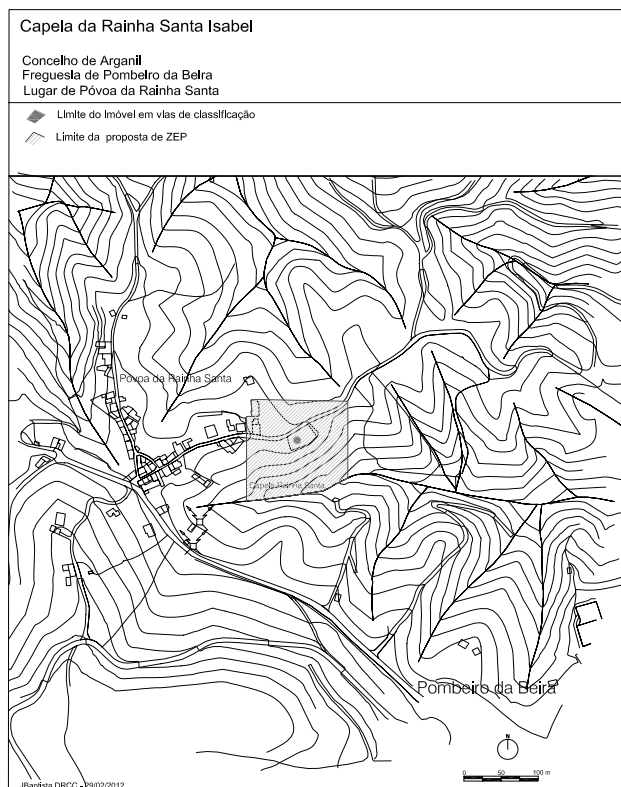 Capela da Rainha Santa Isabel
Concelho de Arganil
Freguesia de Pombeiro da Beira
Lugar de Póvoa da Rainha Santa
Limite do imóvel em vias de classificação
Limite da proposta de ZEP
Póvoa da Rainha Santa
Capela Rainha Santa
Pombeiro da Beira
N
0 50 100 m
JBaptista DRCC - 29/02/2012